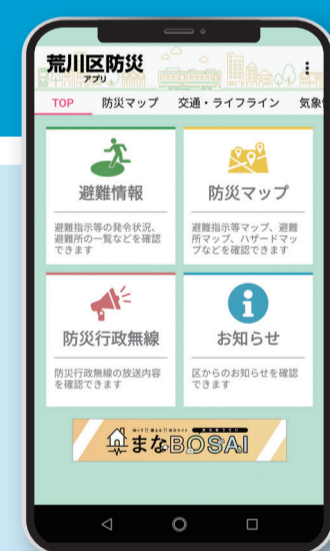 荒川区防災
アプリ
TOP 防災マップ 交通・ライフライン 気象
避難情報
避難指示等の発令状況、
避難所の一覧などを確認
できます
防災マップ
避難指示等マップ、避難
所マップ、ハザードマッ
プなどを確認できます
防災行政無線
防災行政無線の放送内容
を確認できます
お知らせ
区からのお知らせを確認
できます
まなBOSAI